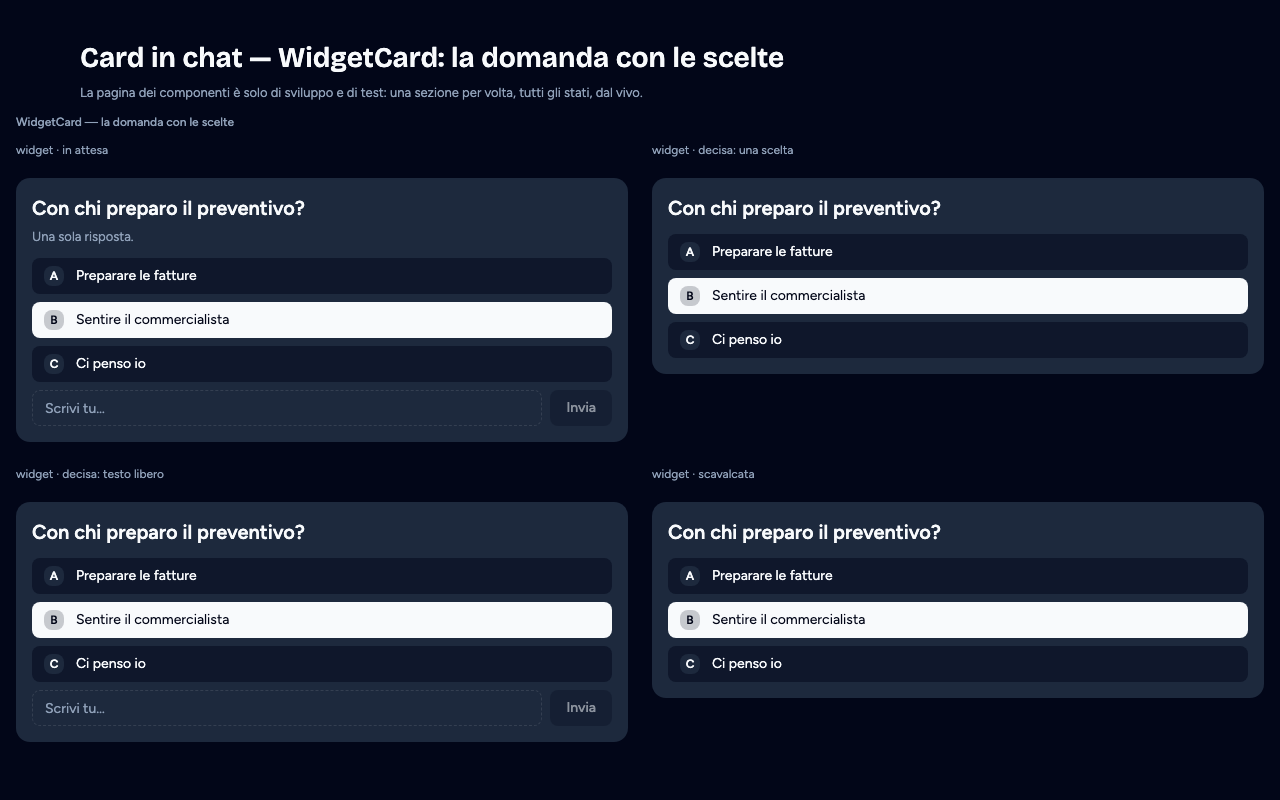 Card in chat — WidgetCard: la domanda con le scelte
La pagina dei componenti è solo di sviluppo e di test: una sezione per volta, tutti gli stati, dal vivo.
WidgetCard — la domanda con le scelte
widget · in attesa
Con chi preparo il preventivo?
Una sola risposta.
A Preparare le fatture
B Sentire il commercialista
C Ci penso io
Scrivi tu... Invia
widget · decisa: una scelta
Con chi preparo il preventivo?
A Preparare le fatture
B Sentire il commercialista
C Ci penso io
widget · decisa: testo libero
Con chi preparo il preventivo?
A Preparare le fatture
B Sentire il commercialista
C Ci penso io
Scrivi tu... Invia
widget · scavalcata
Con chi preparo il preventivo?
A Preparare le fatture
B Sentire il commercialista
C Ci penso io